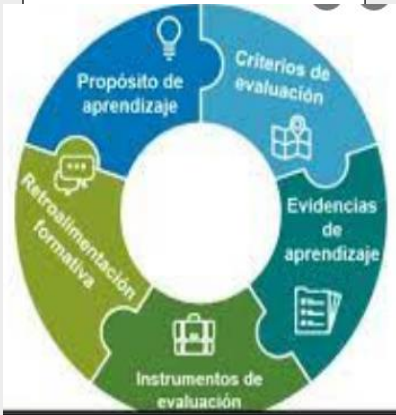 Propósito de
aprendizaje
Criterios de
evaluación
Evidencias
de
aprendizaje
Instrumentos de
evaluación
Retroalimentación
formativa